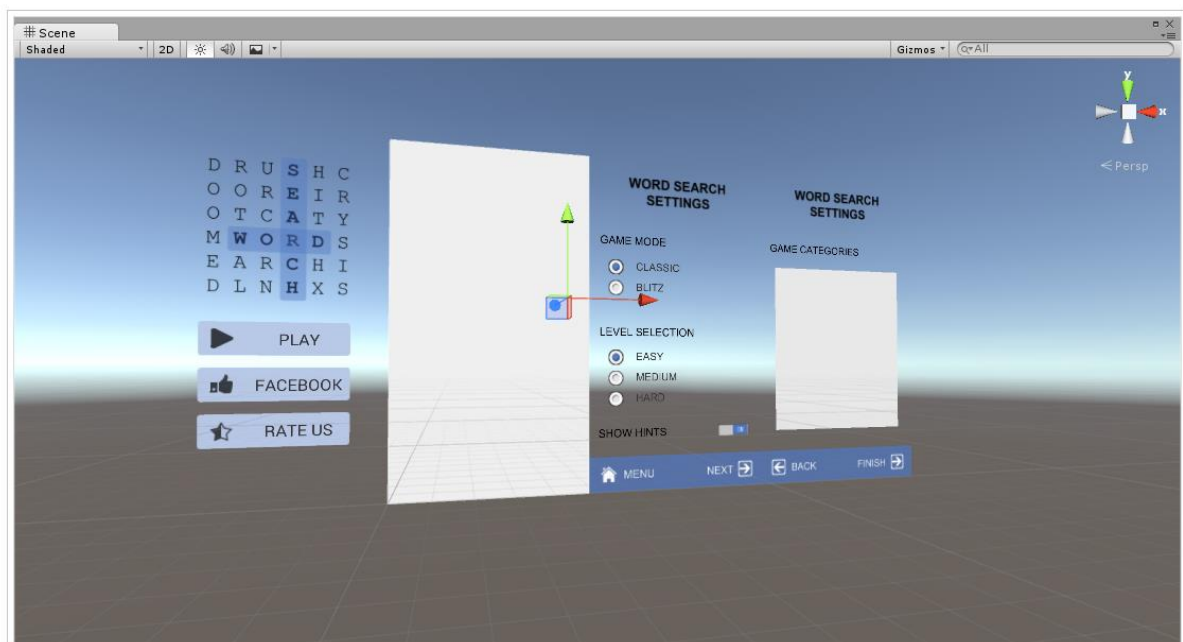 Scene
Shaded 2D Gizmos All
y
x
Persp
D R U S H C
O O R E I R
O T C A T Y
M W O R D S
E A R C H I
D L N H X S
PLAY
FACEBOOK
RATE US
WORD SEARCH
SETTINGS
GAME MODE
CLASSIC
BLITZ
LEVEL SELECTION
EASY
MEDIUM
HARD
SHOW HINTS
MENU NEXT
WORD SEARCH
SETTINGS
GAME CATEGORIES
BACK FINISH